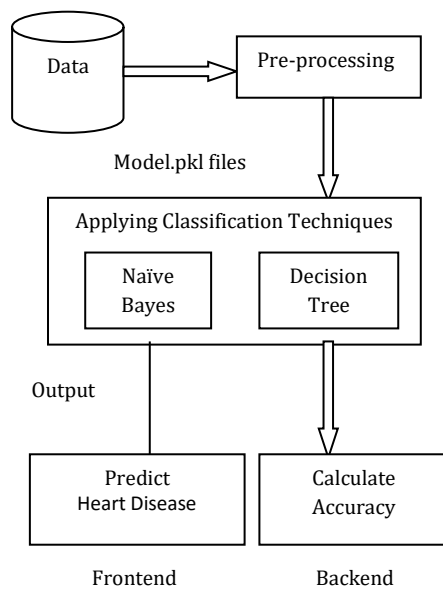 Data
Pre-processing
Model.pkl files
Applying Classification Techniques
Naïve
Bayes
Decision
Tree
Output
Predict
Heart Disease
Calculate
Accuracy
Frontend
Backend